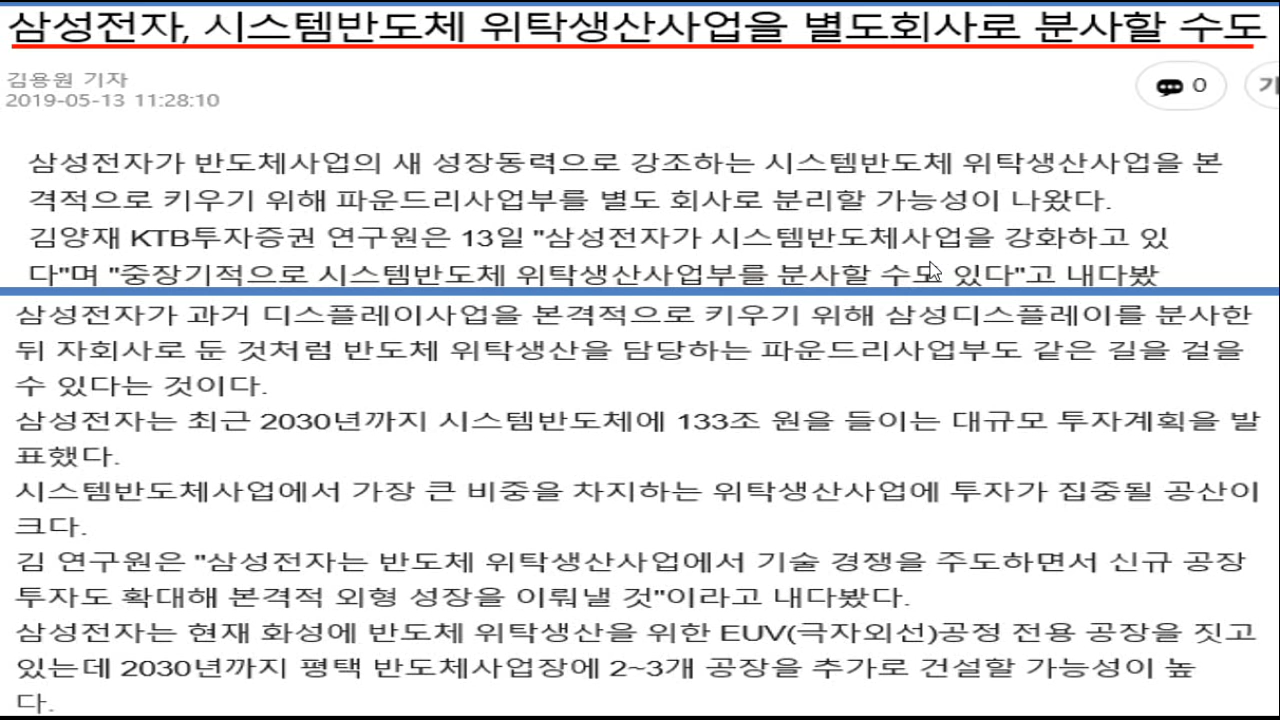 삼성전자, 시스템반도체 위탁생산사업을 별도회사로 분사할 수도
김용원 기자
2019-05-13 11:28:10
0
가
삼성전자가 반도체사업의 새 성장동력으로 강조하는 시스템반도체 위탁생산사업을 본
격적으로 키우기 위해 파운드리사업부를 별도 회사로 분리할 가능성이 나왔다.
김양재 KTB투자증권 연구원은 13일 "삼성전자가 시스템반도체사업을 강화하고 있
다"며 "중장기적으로 시스템반도체 위탁생산사업부를 분사할 수도 있다"고 내다봤
삼성전자가 과거 디스플레이사업을 본격적으로 키우기 위해 삼성디스플레이를 분사한
뒤 자회사로 둔 것처럼 반도체 위탁생산을 담당하는 파운드리사업부도 같은 길을 걸을
수 있다는 것이다.
삼성전자는 최근 2030년까지 시스템반도체에 133조 원을 들이는 대규모 투자계획을 발
표했다.
시스템반도체사업에서 가장 큰 비중을 차지하는 위탁생산사업에 투자가 집중될 공산이
크다.
김 연구원은 "삼성전자는 반도체 위탁생산사업에서 기술 경쟁을 주도하면서 신규 공장
투자도 확대해 본격적 외형 성장을 이뤄낼 것"이라고 내다봤다.
삼성전자는 현재 화성에 반도체 위탁생산을 위한 EUV(극자외선)공정 전용 공장을 짓고
있는데 2030년까지 평택 반도체사업장에 2~3개 공장을 추가로 건설할 가능성이 높
다.